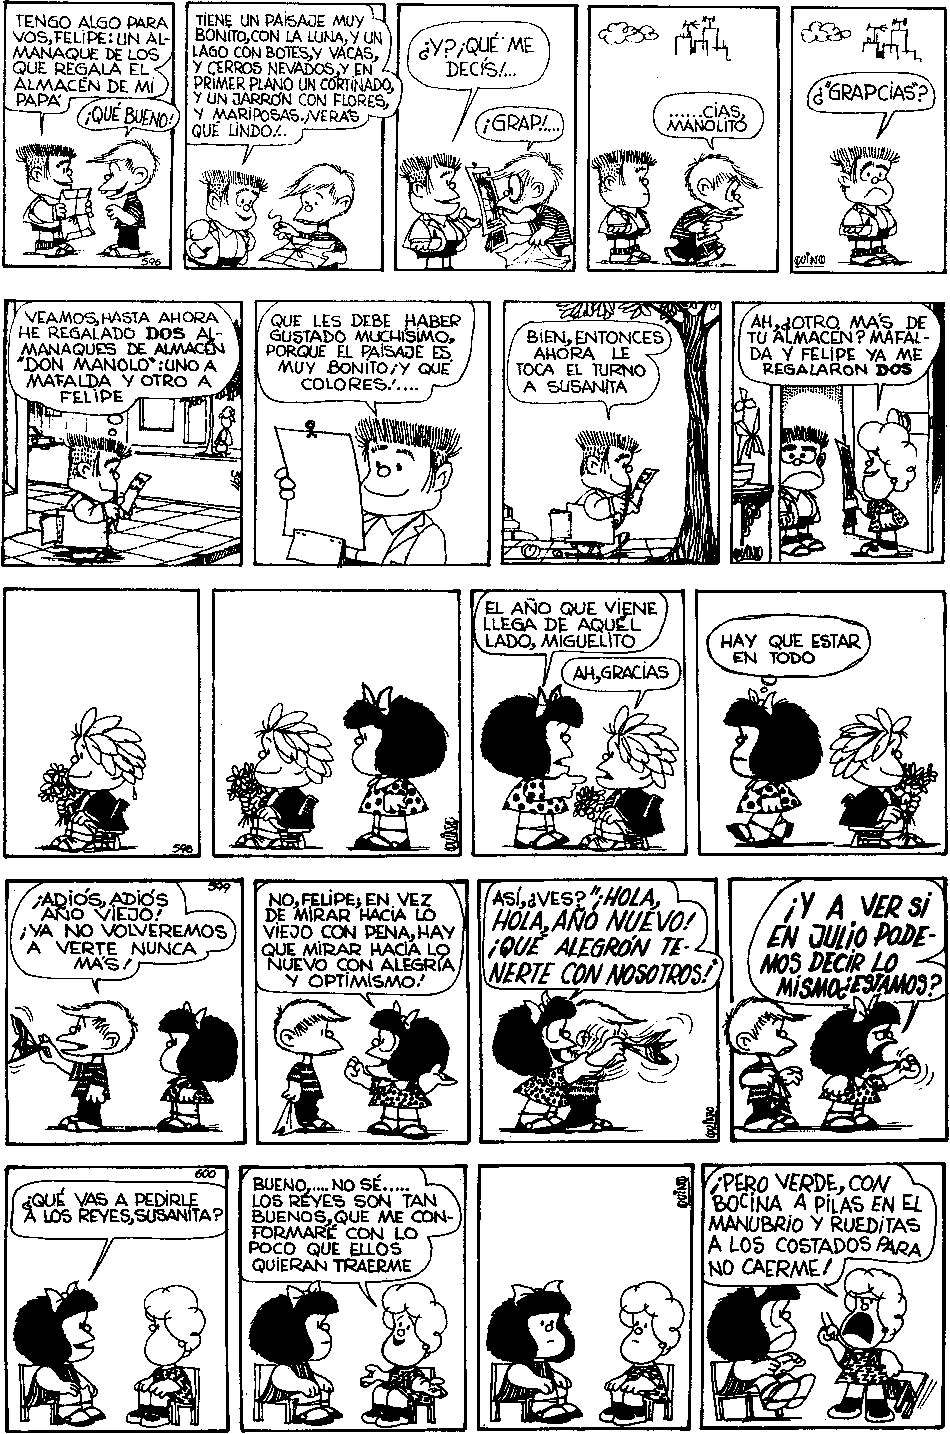 TENGO ALGO PARA
VOS, FELIPE: UN AL-
MANAQUE DE LOS
QUE REGALA EL
ALMACÉN DE MI
PAPÁ
¡QUÉ BUENO!
596
TIENE UN PAISAJE MUY
BONITO, CON LA LUNA, Y UN
LAGO CON BOTES, Y VACAS,
Y CERROS NEVADOS, Y EN
PRIMER PLANO UN CORTINADO,
Y UN JARRÓN CON FLORES,
Y MARIPOSAS. ¡VERÁS
QUÉ LINDO!..
¿Y? ¡QUÉ ME
DECÍS!...
¡GRAP!....
......CIAS,
MANOLITO
¿"GRAPCIAS"?
QUINO
VEAMOS, HASTA AHORA
HE REGALADO DOS AL-
MANAQUES DE ALMACÉN
"DON MANOLO": UNO A
MAFALDA Y OTRO A
FELIPE
QUE LES DEBE HABER
GUSTADO MUCHÍSIMO,
PORQUE EL PAISAJE ES
MUY BONITO ¡Y QUÉ
COLORES!....
BIEN, ENTONCES
AHORA LE
TOCA EL TURNO
A SUSANITA
AH, ¿OTRO MÁS DE
TU ALMACÉN? MAFAL-
DA Y FELIPE YA ME
REGALARON DOS
QUINO
598
QUINO
EL AÑO QUE VIENE
LLEGA DE AQUEL
LADO, MIGUELITO
AH, GRACIAS
HAY QUE ESTAR
EN TODO
599
¡ADIÓS, ADIÓS
AÑO VIEJO!
¡YA NO VOLVEREMOS
A VERTE NUNCA
MÁS!
NO, FELIPE; EN VEZ
DE MIRAR HACIA LO
VIEJO CON PENA, HAY
QUE MIRAR HACIA LO
NUEVO CON ALEGRÍA
Y OPTIMISMO!
ASÍ, ¿VES? "¡HOLA,
HOLA, AÑO NUEVO!
¡QUÉ ALEGRÓN TE-
NERTE CON NOSOTROS!"
QUINO
¡Y A VER SI
EN JULIO PODE-
MOS DECIR LO
MISMO, ¿ESTAMOS?
600
¿QUÉ VAS A PEDIRLE
A LOS REYES, SUSANITA?
BUENO,.... NO SÉ.....
LOS REYES SON TAN
BUENOS, QUE ME CON-
FORMARÉ CON LO
POCO QUE ELLOS
QUIERAN TRAERME
QUINO
¡PERO VERDE, CON
BOCINA A PILAS EN EL
MANUBRIO Y RUEDITAS
A LOS COSTADOS PARA
NO CAERME!